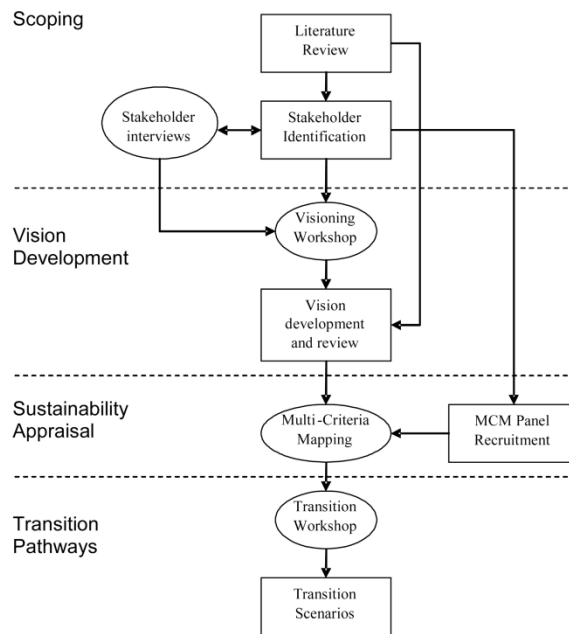 Scoping
Literature
Review
Stakeholder
interviews
Stakeholder
Identification
Vision
Development
Visioning
Workshop
Vision
development
and review
Sustainability
Appraisal
Multi-Criteria
Mapping
MCM Panel
Recruitment
Transition
Pathways
Transition
Workshop
Transition
Scenarios